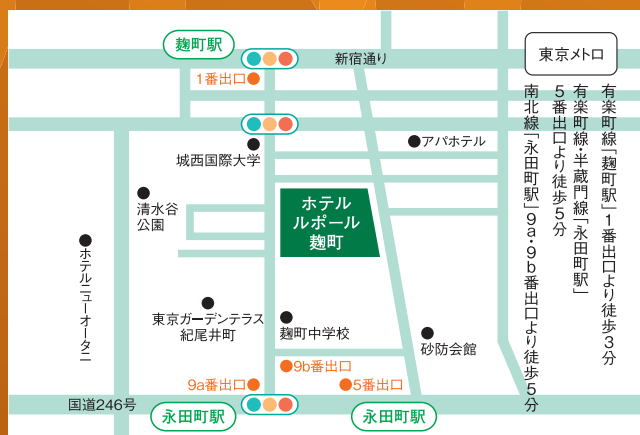 麹町駅
新宿通り
1番出口
城西国際大学
アパホテル
清水谷
公園
ホテル
ルポール
麹町
ホテルニューオータニ
東京ガーデンテラス
紀尾井町
麹町中学校
砂防会館
9b番出口
9a番出口
5番出口
国道246号
永田町駅
永田町駅
東京メトロ
有楽町線「麹町駅」1番出口より徒歩3分
有楽町線・半蔵門線「永田町駅」
5番出口より徒歩5分
南北線「永田町駅」9a・9b番出口より徒歩5分